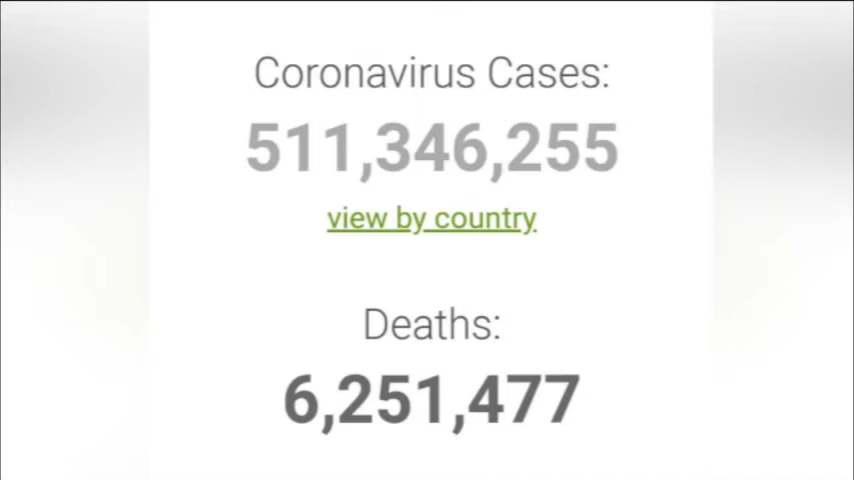 Coronavirus Cases:
511,346,255
view by country
Deaths:
6,251,477